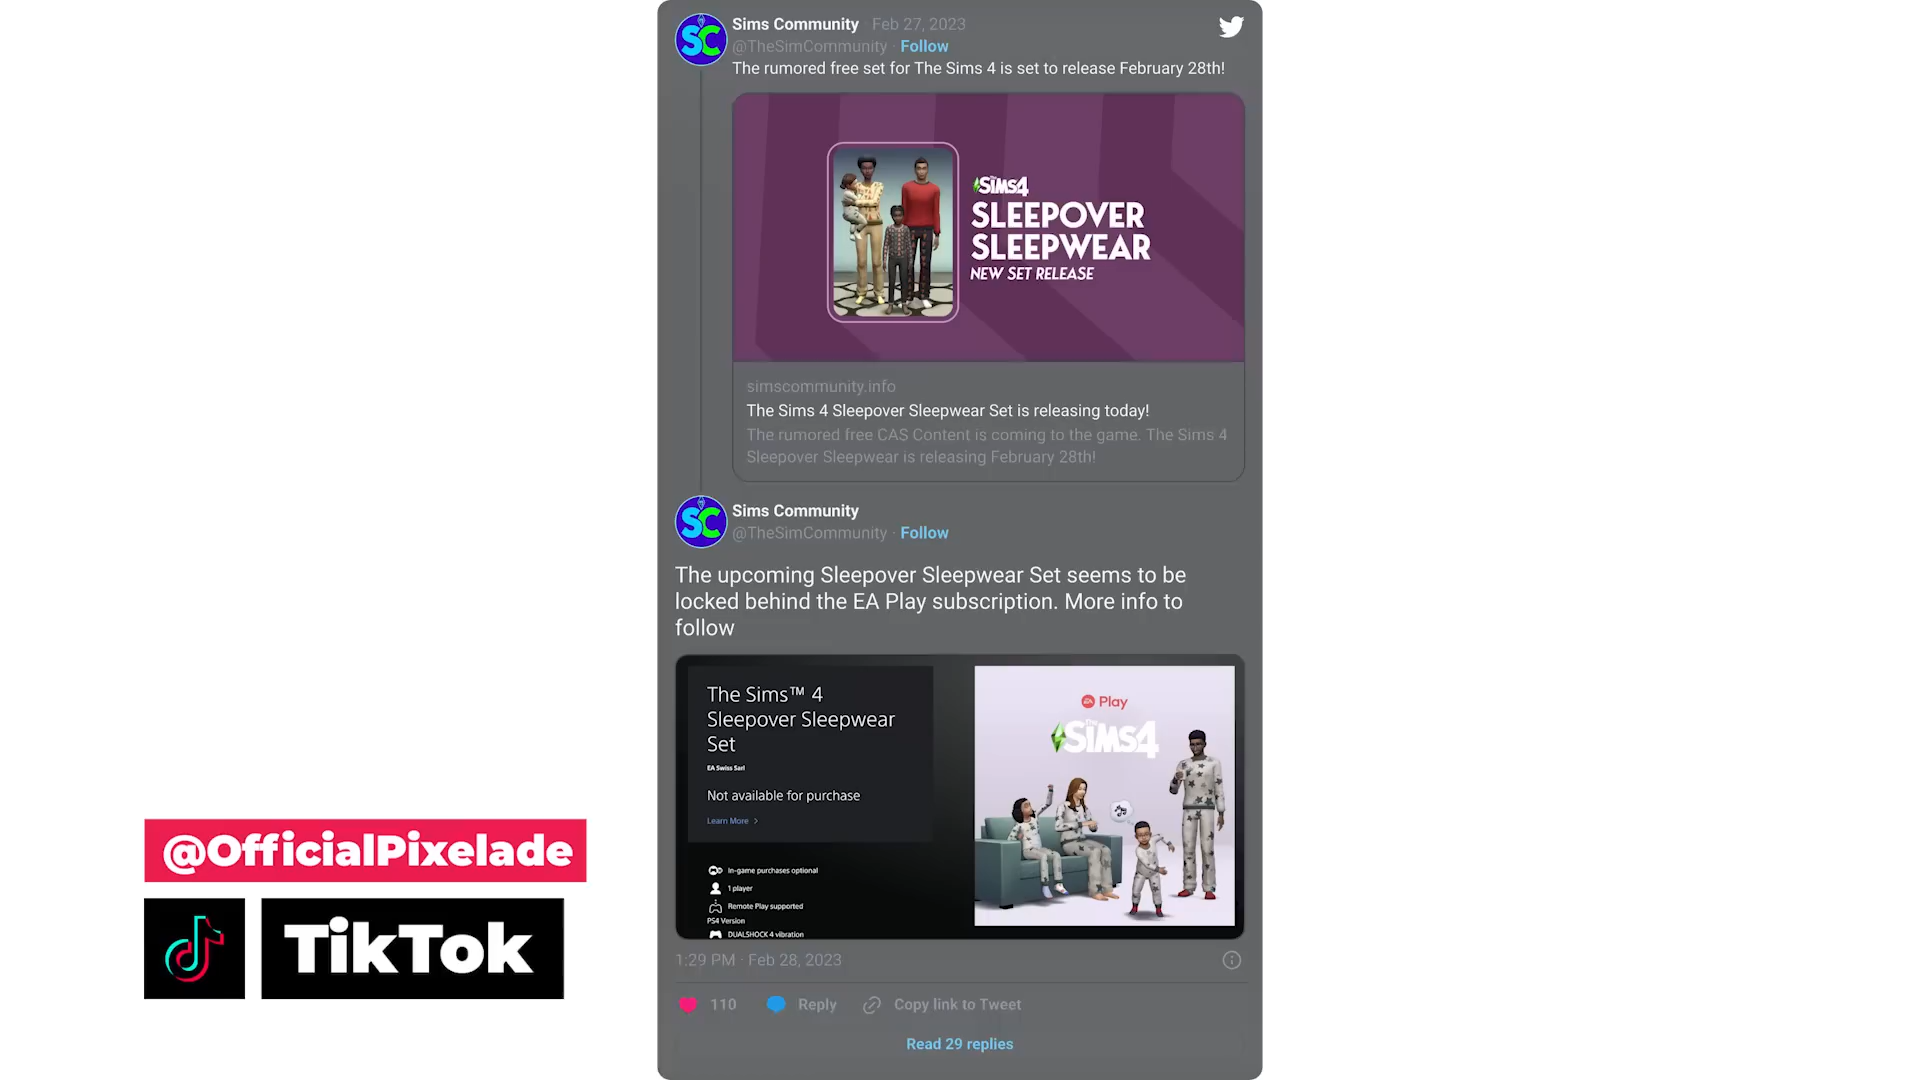 Sims Community Feb 27, 2023
@TheSimCommunity · Follow
The rumored free set for The Sims 4 is set to release February 28th!
The SiMS4
SLEEPOVER
SLEEPWEAR
NEW SET RELEASE
simscommunity.info
The Sims 4 Sleepover Sleepwear Set is releasing today!
The rumored free CAS Content is coming to the game. The Sims 4
Sleepover Sleepwear is releasing February 28th!
SC
SC
Sims Community
@TheSimCommunity · Follow
The upcoming Sleepover Sleepwear Set seems to be
locked behind the EA Play subscription. More info to
follow
The Sims™ 4
Sleepover Sleepwear
Set
EA Swiss Sarl
Not available for purchase
Learn More >
In-game purchases optional
1 player
Remote Play supported
PS4 Version
DUALSHOCK 4 vibration
EA Play
The SiMS4
1:29 PM · Feb 28, 2023
110 Reply Copy link to Tweet
Read 29 replies
@OfficialPixelade
TikTok